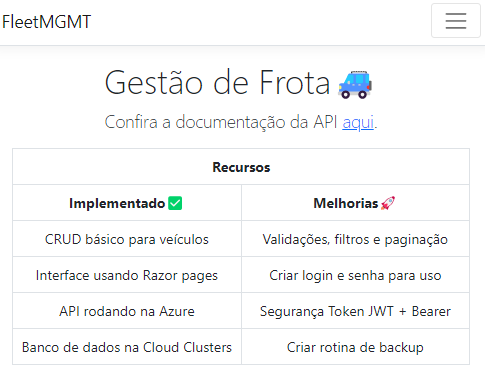 FleetMGMT
Gestão de Frota 🚙
Confira a documentação da API aqui.
Recursos
Implementado ✅ Melhorias 🚀
CRUD básico para veículos Validações, filtros e paginação
Interface usando Razor pages Criar login e senha para uso
API rodando na Azure Segurança Token JWT + Bearer
Banco de dados na Cloud Clusters Criar rotina de backup